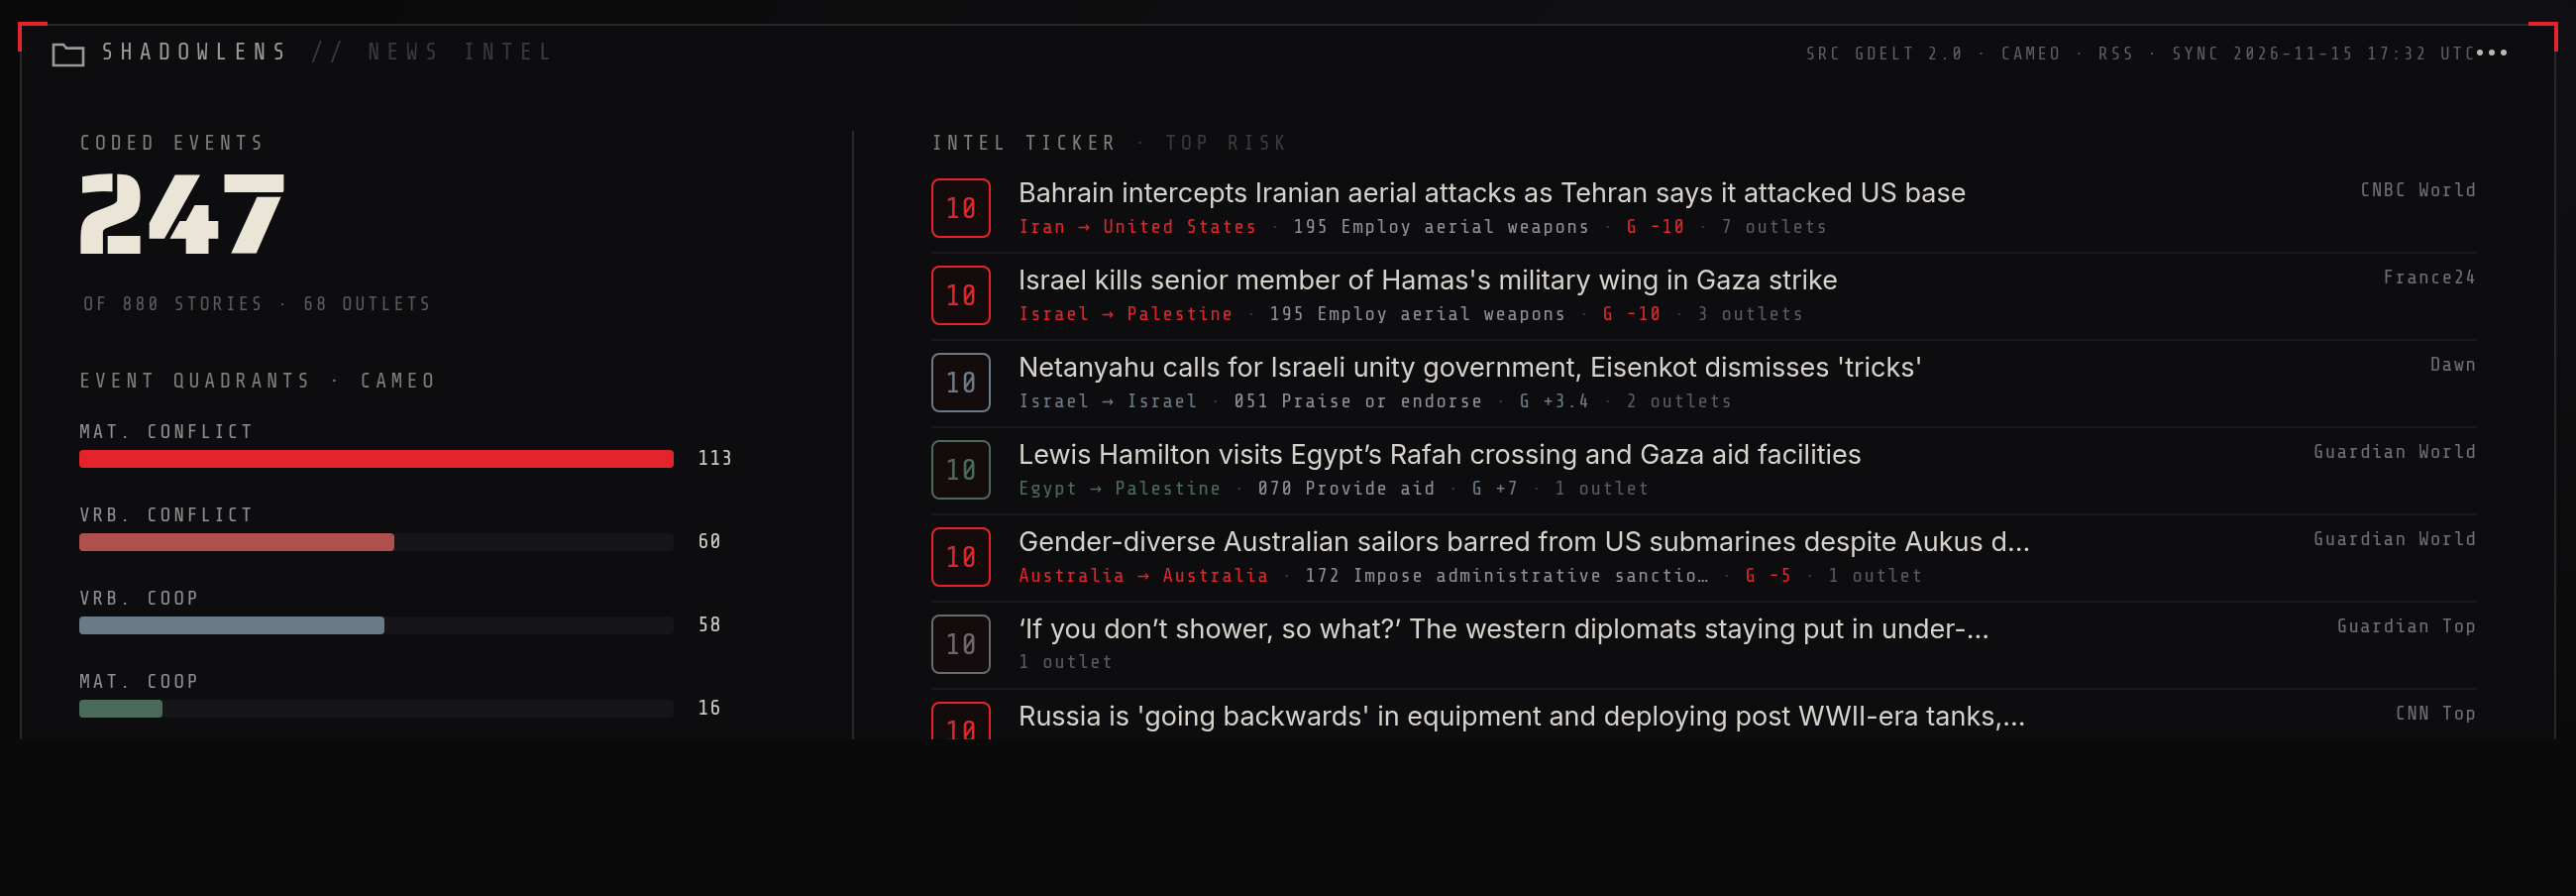 SHADOWLENS // NEWS INTEL
SRC GDELT 2.0 · CAMEO · RSS · SYNC 2026-11-15 17:32 UTC
CODED EVENTS
247
OF 880 STORIES · 68 OUTLETS
EVENT QUADRANTS · CAMEO
MAT. CONFLICT
113
VRB. CONFLICT
60
VRB. COOP
58
MAT. COOP
16
INTEL TICKER · TOP RISK
10 Bahrain intercepts Iranian aerial attacks as Tehran says it attacked US base CNBC World
Iran → United States · 195 Employ aerial weapons · G -10 · 7 outlets
10 Israel kills senior member of Hamas's military wing in Gaza strike France24
Israel → Palestine · 195 Employ aerial weapons · G -10 · 3 outlets
10 Netanyahu calls for Israeli unity government, Eisenkot dismisses 'tricks' Dawn
Israel → Israel · 051 Praise or endorse · G +3.4 · 2 outlets
10 Lewis Hamilton visits Egypt’s Rafah crossing and Gaza aid facilities Guardian World
Egypt → Palestine · 070 Provide aid · G +7 · 1 outlet
10 Gender-diverse Australian sailors barred from US submarines despite Aukus d... Guardian World
Australia → Australia · 172 Impose administrative sanctio… · G -5 · 1 outlet
10 ‘If you don’t shower, so what?’ The western diplomats staying put in under-... Guardian Top
1 outlet
10 Russia is 'going backwards' in equipment and deploying post WWII-era tanks,... CNN Top